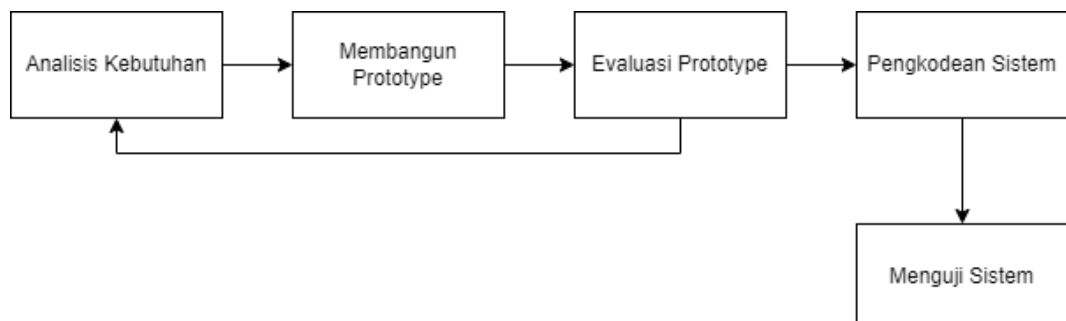 Analisis Kebutuhan
Membangun
Prototype
Evaluasi Prototype
Pengkodean Sistem
Menguji Sistem